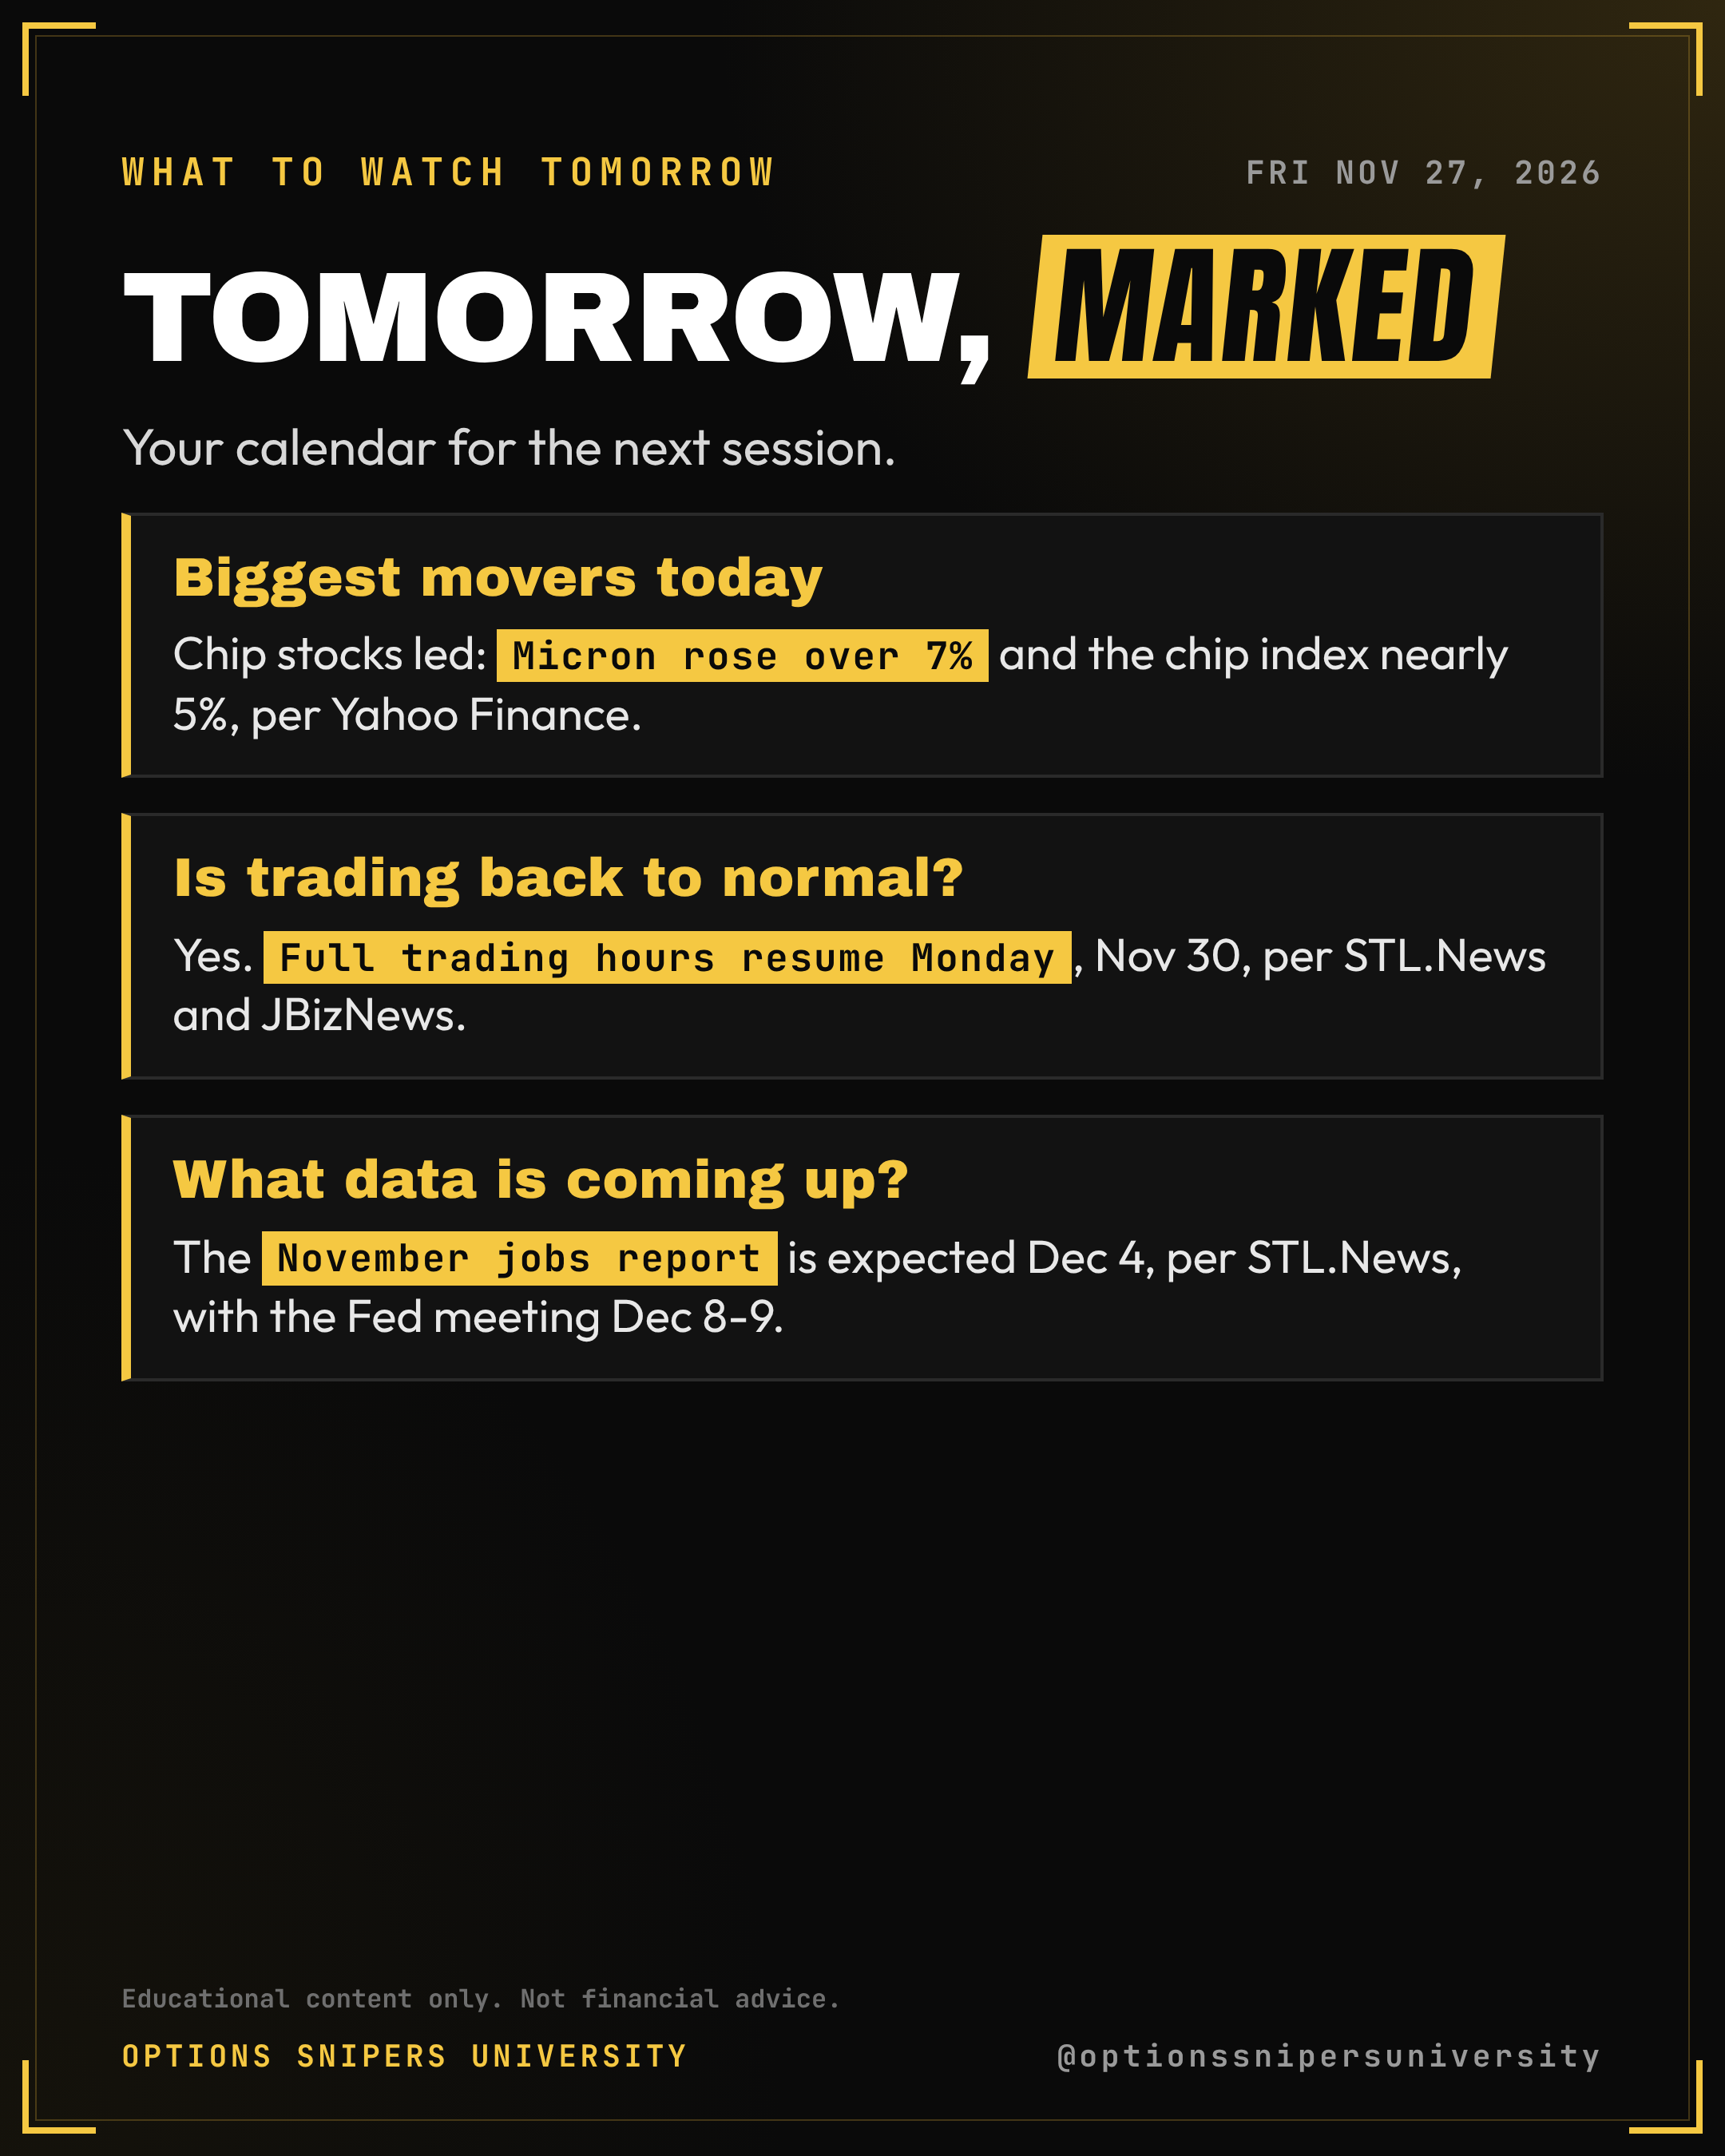 WHAT TO WATCH TOMORROW
FRI NOV 27, 2026
TOMORROW, MARKED
Your calendar for the next session.
Biggest movers today
Chip stocks led: Micron rose over 7% and the chip index nearly
5%, per Yahoo Finance.
Is trading back to normal?
Yes. Full trading hours resume Monday, Nov 30, per STL.News
and JBizNews.
What data is coming up?
The November jobs report is expected Dec 4, per STL.News,
with the Fed meeting Dec 8-9.
Educational content only. Not financial advice.
OPTIONS SNIPERS UNIVERSITY
@optionssnipersuniversity